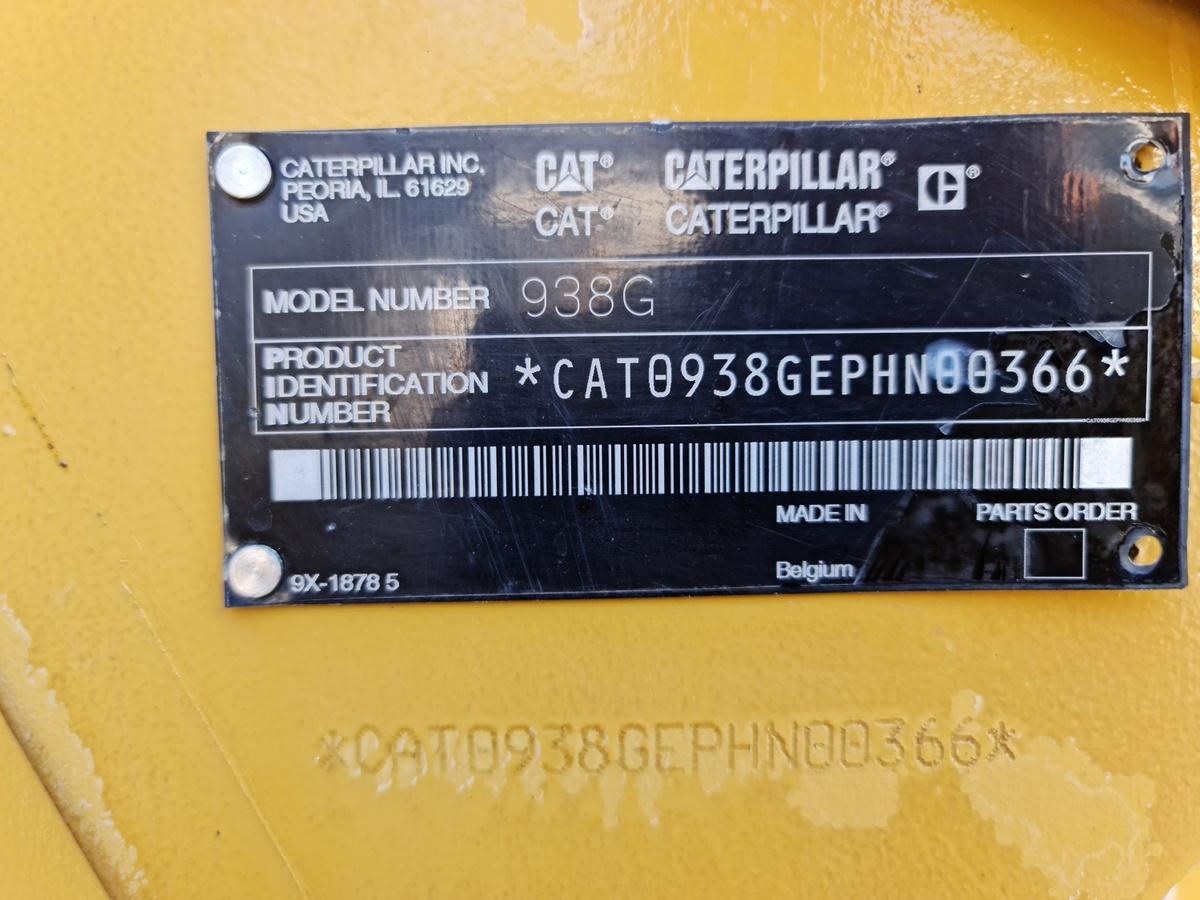 CATERPILLAR INC.
PEORIA, IL. 61629
USA
CAT® CATERPILLAR® C®
CAT® CATERPILLAR®
MODEL NUMBER 938G
PRODUCT
IDENTIFICATION
NUMBER
*CAT0938GEPHN00366*
*CAT0938GEPHN00366*
MADE IN
PARTS ORDER
Belgium
9X-1878 5
*CAT0938GEPHN00366*